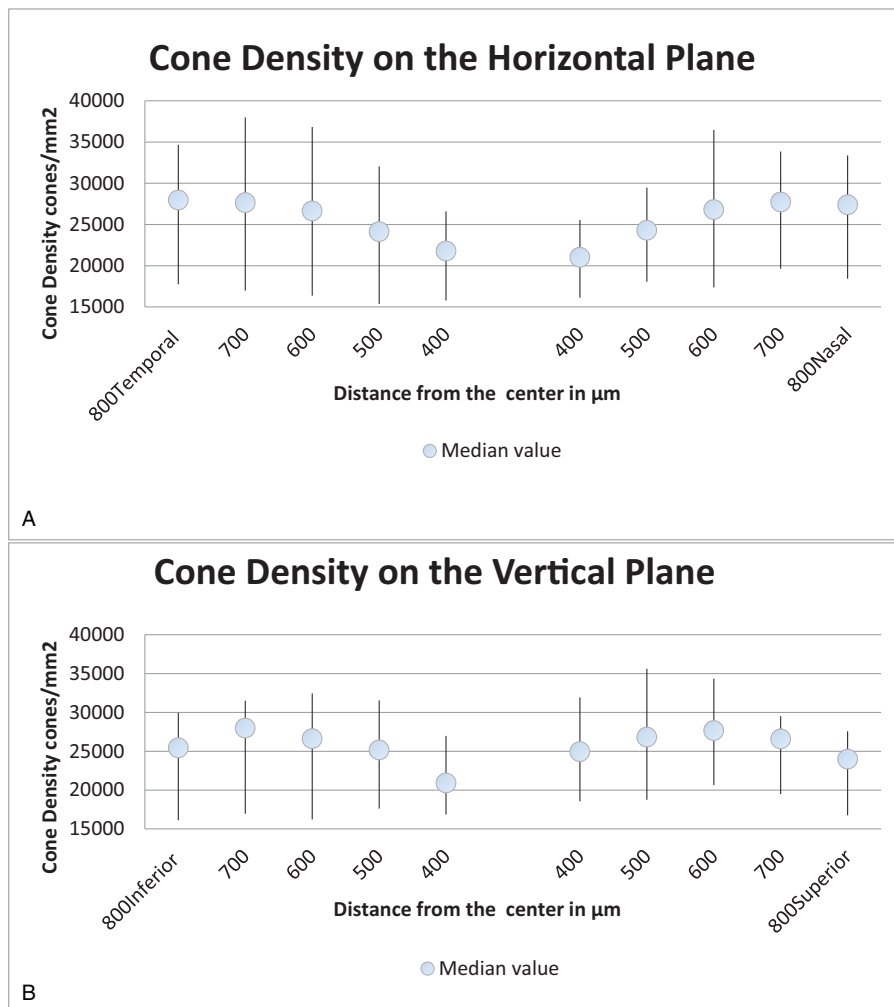 Cone Density on the Horizontal Plane
Cone Density cones/mm2
40000
35000
30000
25000
20000
15000
800Temporal
700
600
500
400
400
500
600
700
800Nasal
Distance from the center in µm
Median value
A
Cone Density on the Vertical Plane
Cone Density cones/mm2
40000
35000
30000
25000
20000
15000
800Inferior
700
600
500
400
400
500
600
700
800Superior
Distance from the center in µm
Median value
B